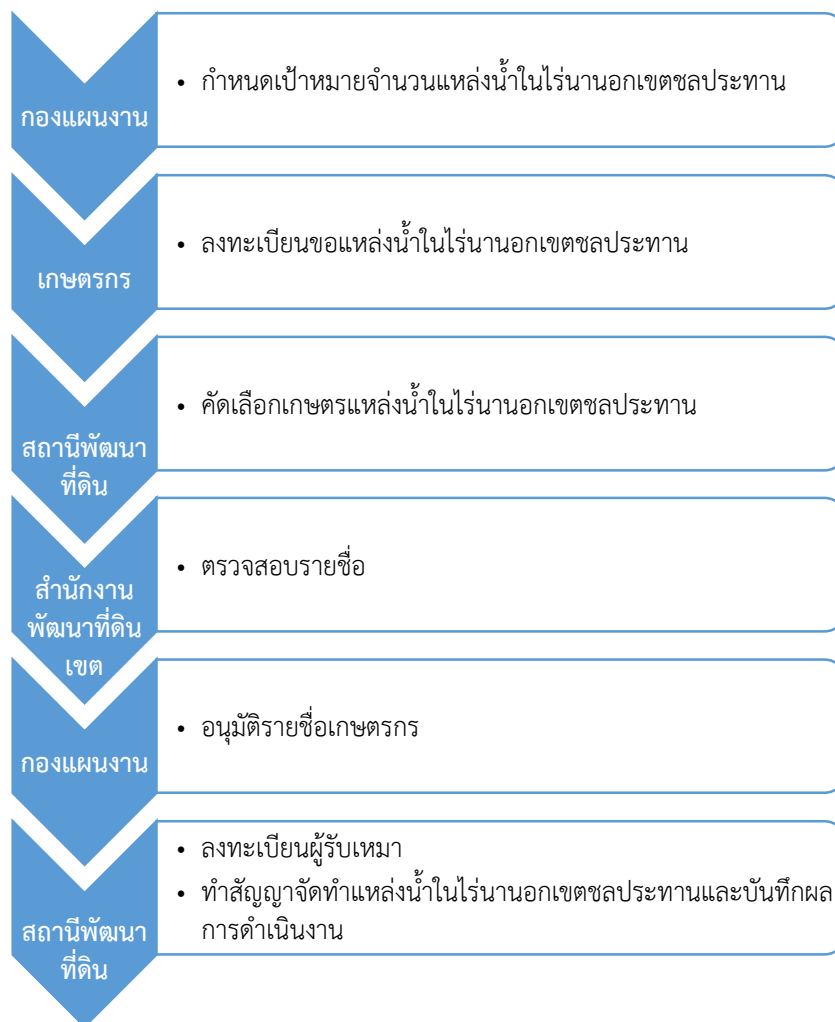 กองแผนงาน
• กำหนดเป้าหมายจำนวนแหล่งน้ำในไร่นานอกเขตชลประทาน
เกษตรกร
• ลงทะเบียนขอแหล่งน้ำในไร่นานอกเขตชลประทาน
สถานีพัฒนา
ที่ดิน
• คัดเลือกเกษตรแหล่งน้ำในไร่นานอกเขตชลประทาน
สำนักงาน
พัฒนาที่ดิน
เขต
• ตรวจสอบรายชื่อ
กองแผนงาน
• อนุมัติรายชื่อเกษตรกร
สถานีพัฒนา
ที่ดิน
• ลงทะเบียนผู้รับเหมา
• ทำสัญญาจัดทำแหล่งน้ำในไร่นานอกเขตชลประทานและบันทึกผล
การดำเนินงาน